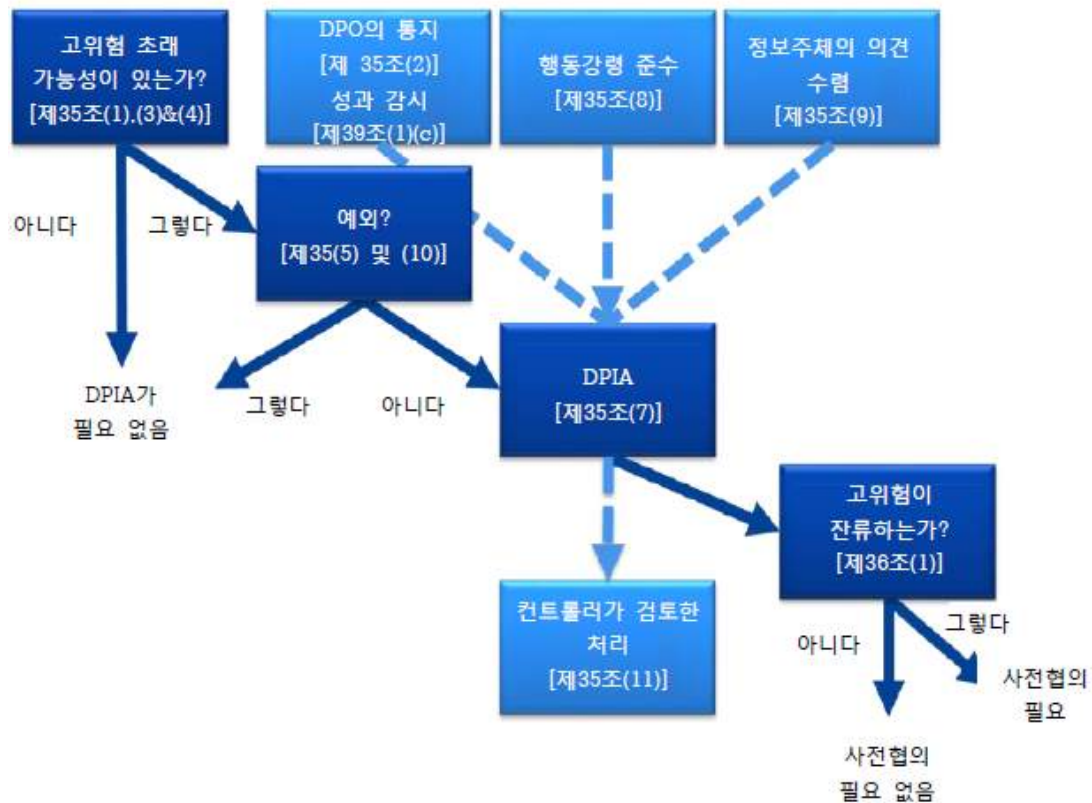 고위험 초래
가능성이 있는가?
[제35조(1),(3)&(4)]
DPO의 통지
[제 35조(2)]
성과 감시
[제39조(1)(c)]
행동강령 준수
[제35조(8)]
정보주체의 의견
수렴
[제35조(9)]
아니다
그렇다
예외?
[제35(5) 및 (10)]
DPIA가
필요 없음
그렇다
아니다
DPIA
[제35조(7)]
고위험이
잔류하는가?
[제36조(1)]
컨트롤러가 검토한
처리
[제35조(11)]
아니다
그렇다
사전협의
필요
사전협의
필요 없음